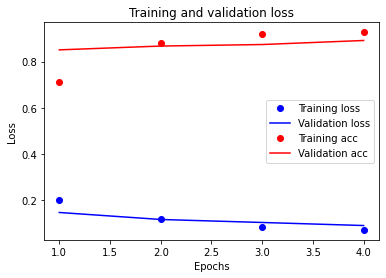 Training and validation loss
Loss
0.8
0.6
0.4
0.2
Training loss
Validation loss
Training acc
Validation acc
1.0 1.5 2.0 2.5 3.0 3.5 4.0
Epochs